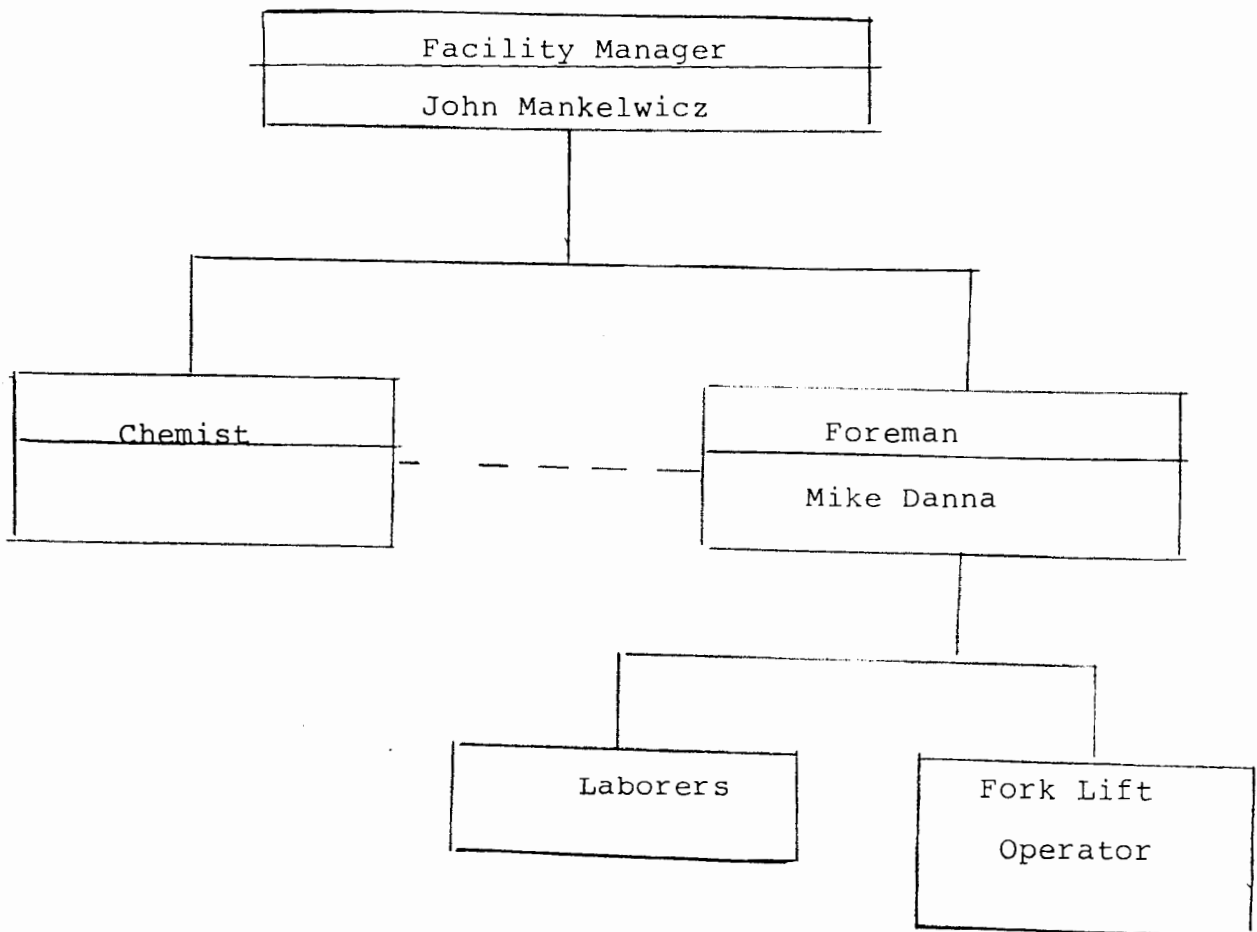 Facility Manager
John Mankelwicz
Chemist
Foreman
Mike Danna
Laborers
Fork Lift
Operator